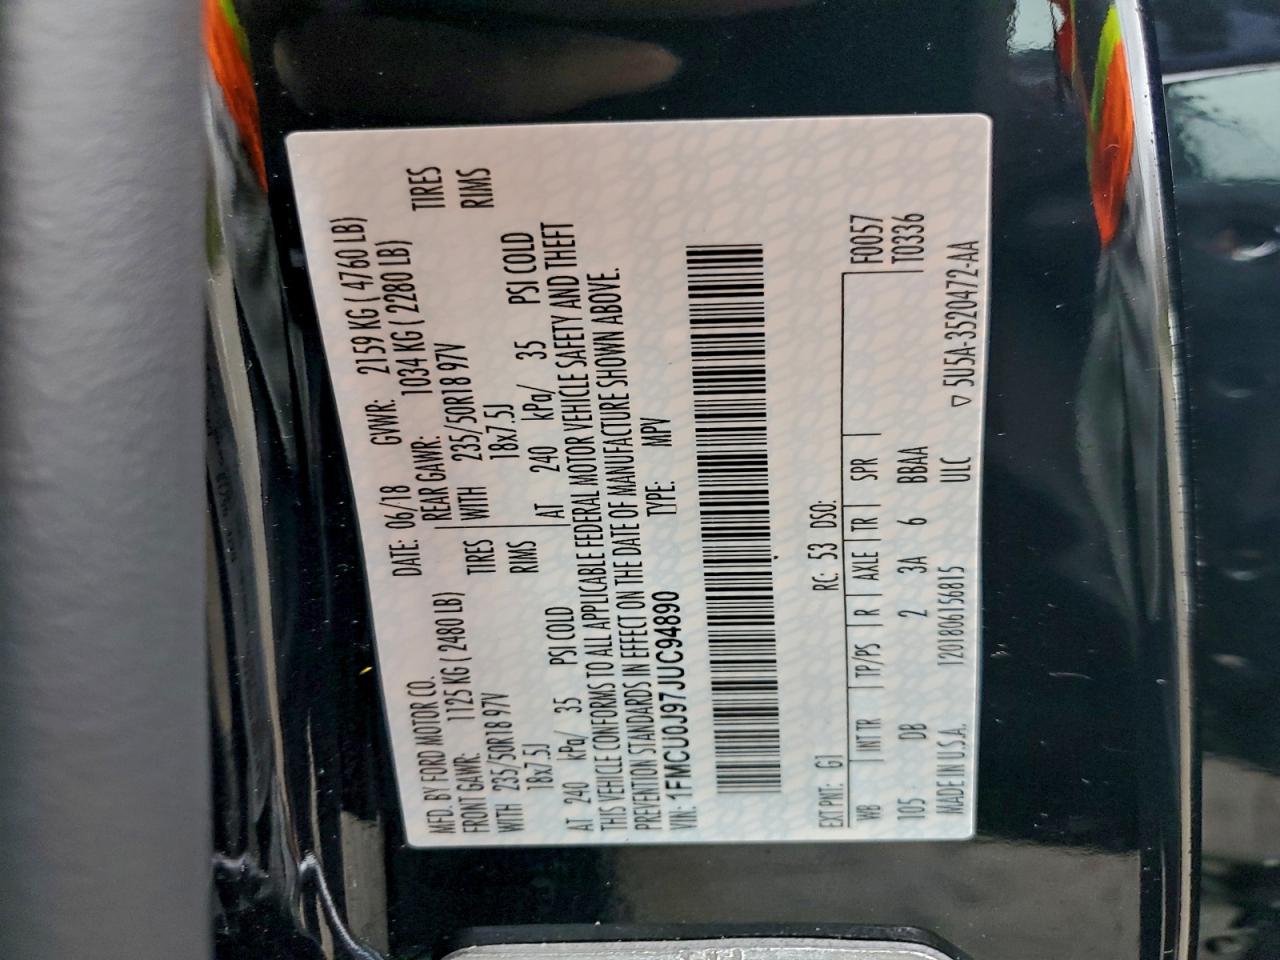 MFD. BY FORD MOTOR CO. DATE: 06/18 GVWR: 2159 KG ( 4760 LB)
FRONT GAWR: 1125 KG ( 2480 LB) REAR GAWR: 1034 KG ( 2280 LB)
WITH 235/50R18 97V TIRES WITH 235/50R18 97V TIRES
18x7.5J RIMS 18x7.5J RIMS
AT 240 kPa/ 35 PSI COLD AT 240 kPa/ 35 PSI COLD
THIS VEHICLE CONFORMS TO ALL APPLICABLE FEDERAL MOTOR VEHICLE SAFETY AND THEFT
PREVENTION STANDARDS IN EFFECT ON THE DATE OF MANUFACTURE SHOWN ABOVE.
VIN: 1FMCU0J97JUC94890 TYPE: MPV
EXT PNT: G1 RC: 53 DSO:
WB INT TR TP/PS R AXLE TR SPR F0057
105 DB 2 3A 6 BBAA T0336
MADE IN U.S.A. 120180615681S ULC ▽ 5U5A-3520472-AA